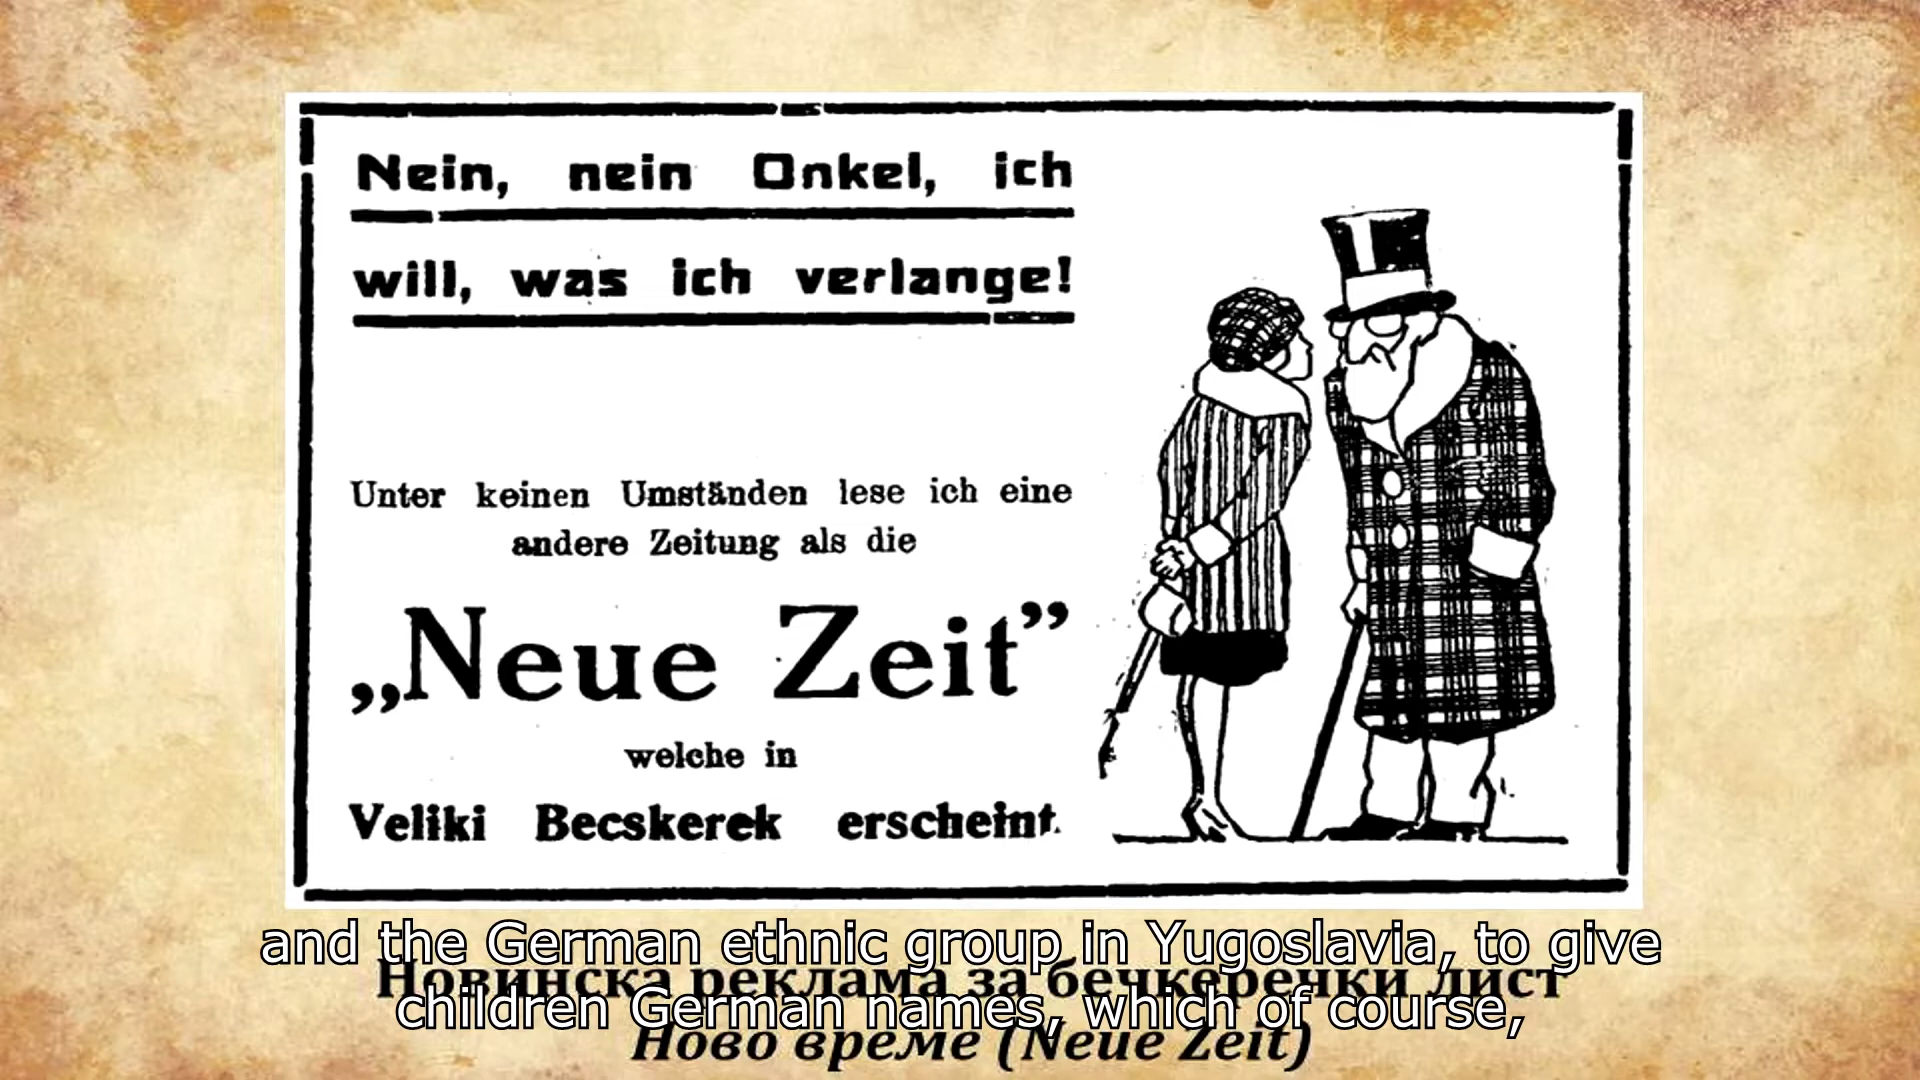 Nein, nein Onkel, ich
will, was ich verlange!
Unter keinen Umständen lese ich eine
andere Zeitung als die
„Neue Zeit”
welche in
Veliki Becskerek erscheint.
and the German ethnic group in Yugoslavia, to give
Новинска реклама за бечкеречки лист
children German names, which of course,
Ново време (Neue Zeit)